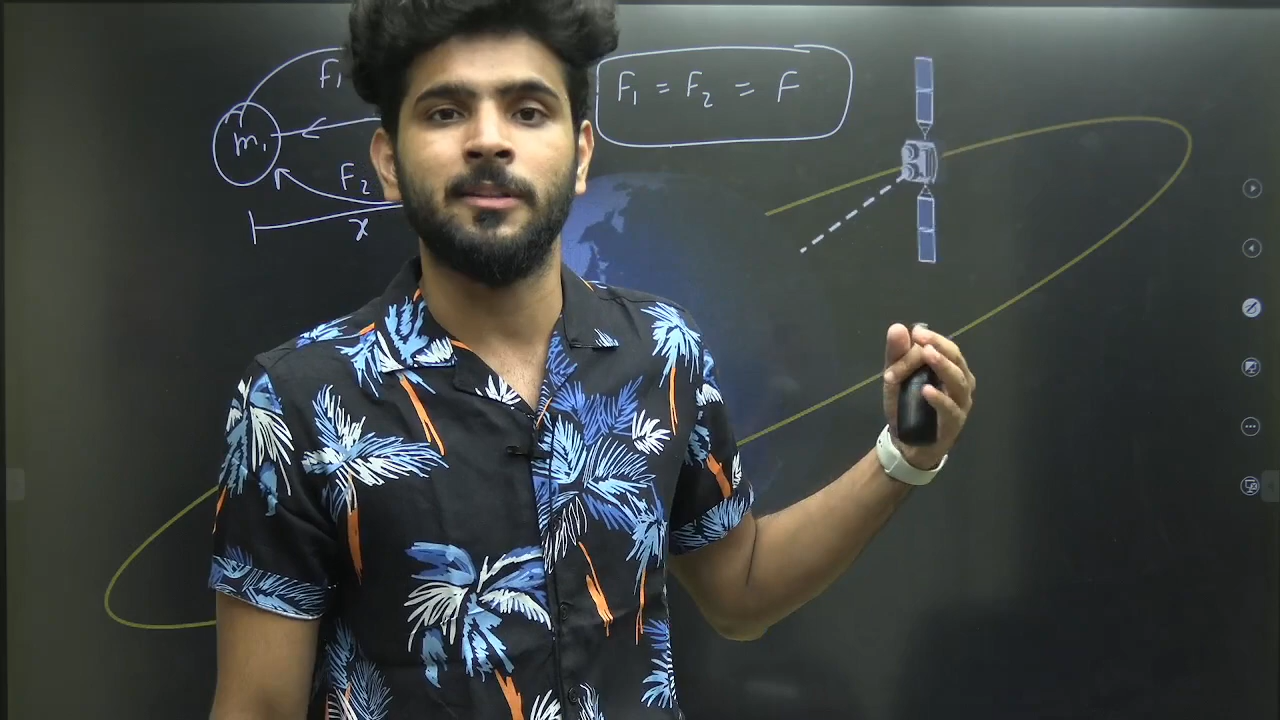 F₁
F₁ = F₂ = F
m₁
F₂
x